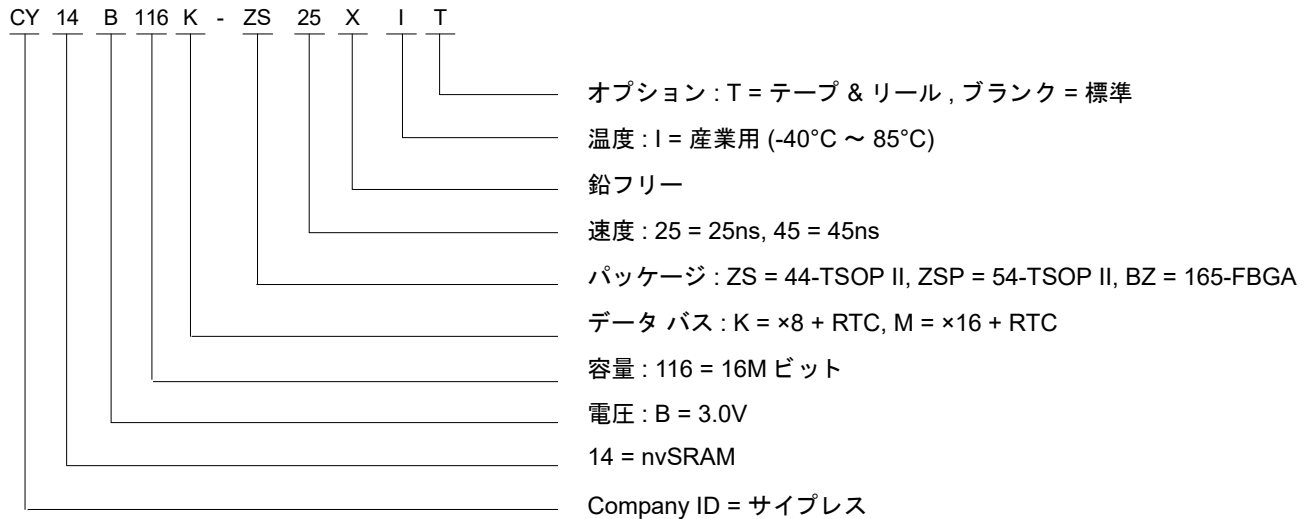 CY 14 B 116 K - ZS 25 X I T
オプション : T = テープ & リール , ブランク = 標準
温度 : I = 産業用 (-40°C ～ 85°C)
鉛フリー
速度 : 25 = 25ns, 45 = 45ns
パッケージ : ZS = 44-TSOP II, ZSP = 54-TSOP II, BZ = 165-FBGA
データ バス : K = ×8 + RTC, M = ×16 + RTC
容量 : 116 = 16M ビット
電圧 : B = 3.0V
14 = nvSRAM
Company ID = サイプレス